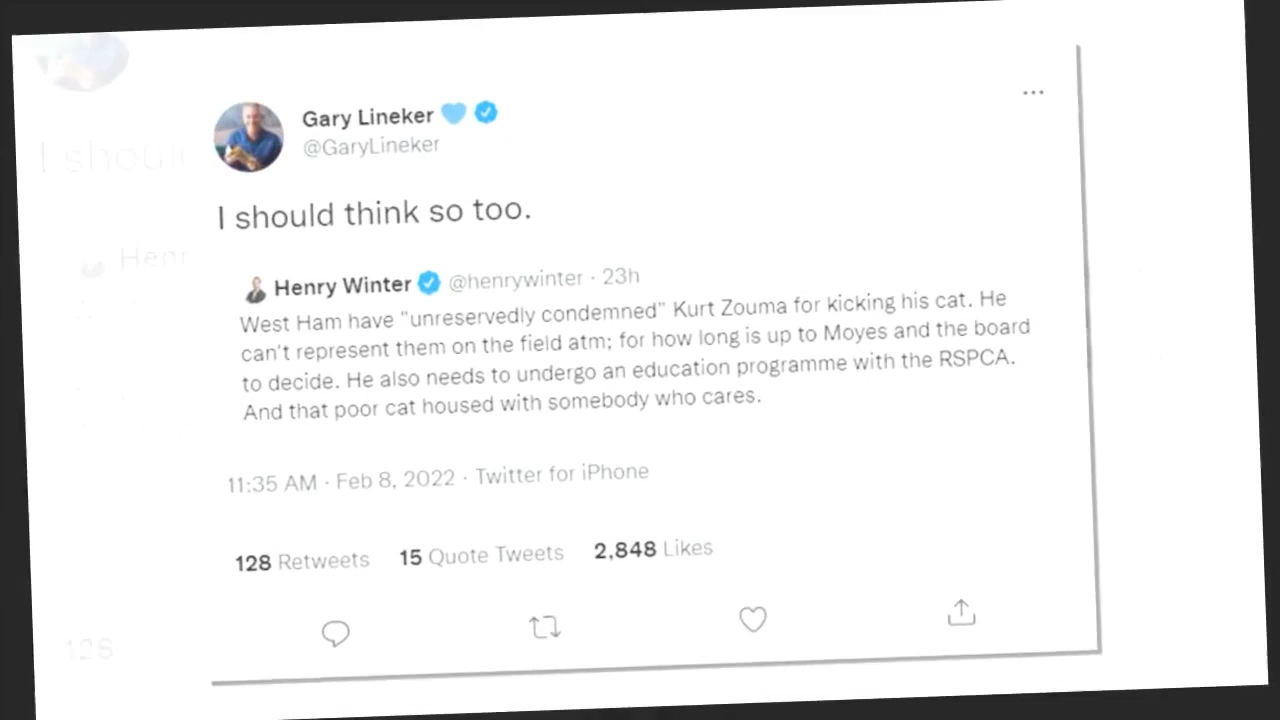 Gary Lineker 💙
@GaryLineker
I should think so too.
Henry Winter @henrywinter · 23h
West Ham have "unreservedly condemned" Kurt Zouma for kicking his cat. He
can't represent them on the field atm; for how long is up to Moyes and the board
to decide. He also needs to undergo an education programme with the RSPCA.
And that poor cat housed with somebody who cares.
11:35 AM · Feb 8, 2022 · Twitter for iPhone
128 Retweets 15 Quote Tweets 2,848 Likes
I shoul
Henr
128